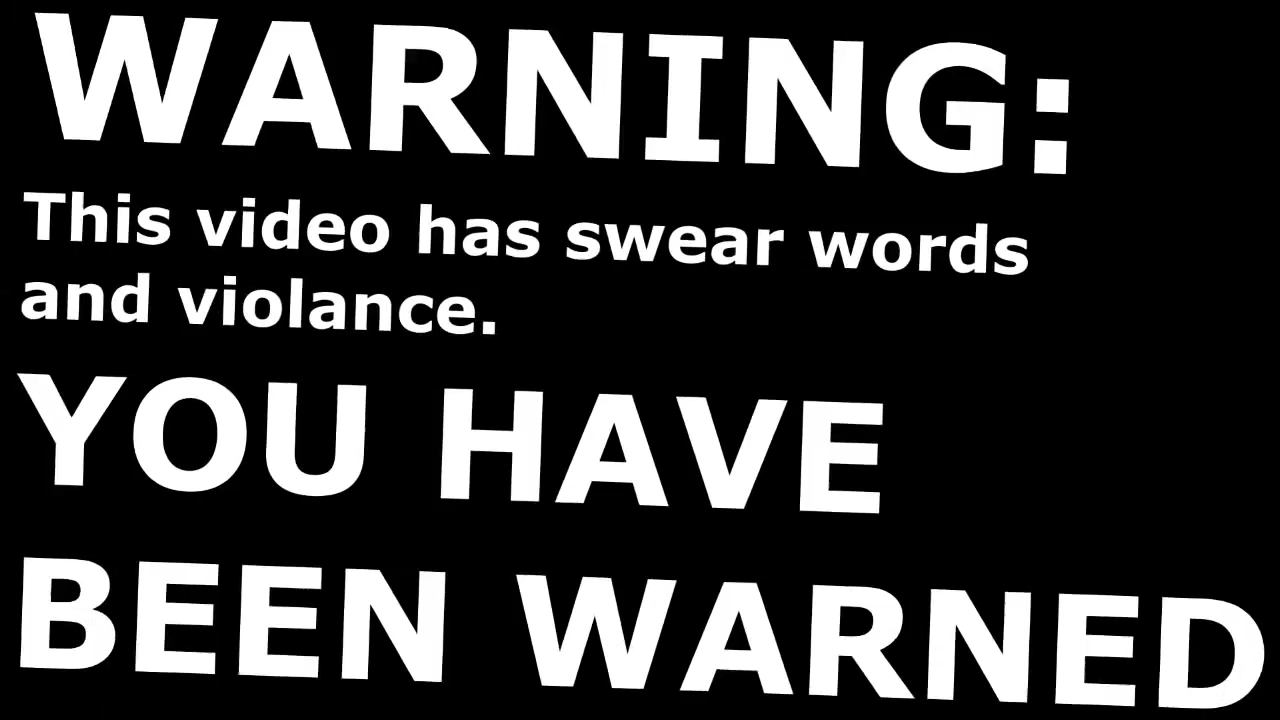 WARNING:
This video has swear words
and violance.
YOU HAVE
BEEN WARNED